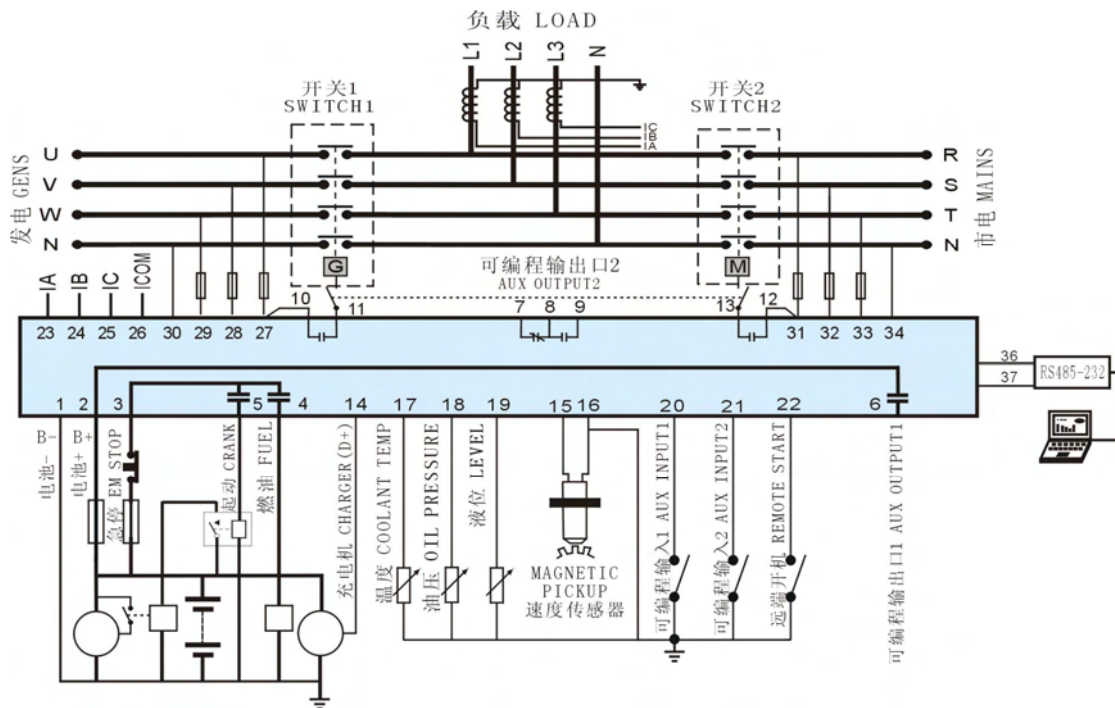 负载 LOAD
L1
L2
L3
N
开关1
SWITCH1
开关2
SWITCH2
IC
IB
IA
发电 GENS
U
V
W
N
市电 MAINS
R
S
T
N
G
M
可编程输出口2
AUX OUTPUT2
IA
IB
IC
ICOM
10
11
7
8
9
13
12
23
24
25
26
30
29
28
27
31
32
33
34
36
37
RS485-232
1
2
3
5
4
14
17
18
19
15
16
20
21
22
6
B-
电池-
B+
电池+
EM STOP
急停
起动 CRANK
燃油 FUEL
充电机 CHARGER(D+)
温度 COOLANT TEMP
油压 OIL PRESSURE
液位 LEVEL
MAGNETIC
PICKUP
速度传感器
可编程输入1 AUX INPUT1
可编程输入2 AUX INPUT2
远端开机 REMOTE START
可编程输出口1 AUX OUTPUT1